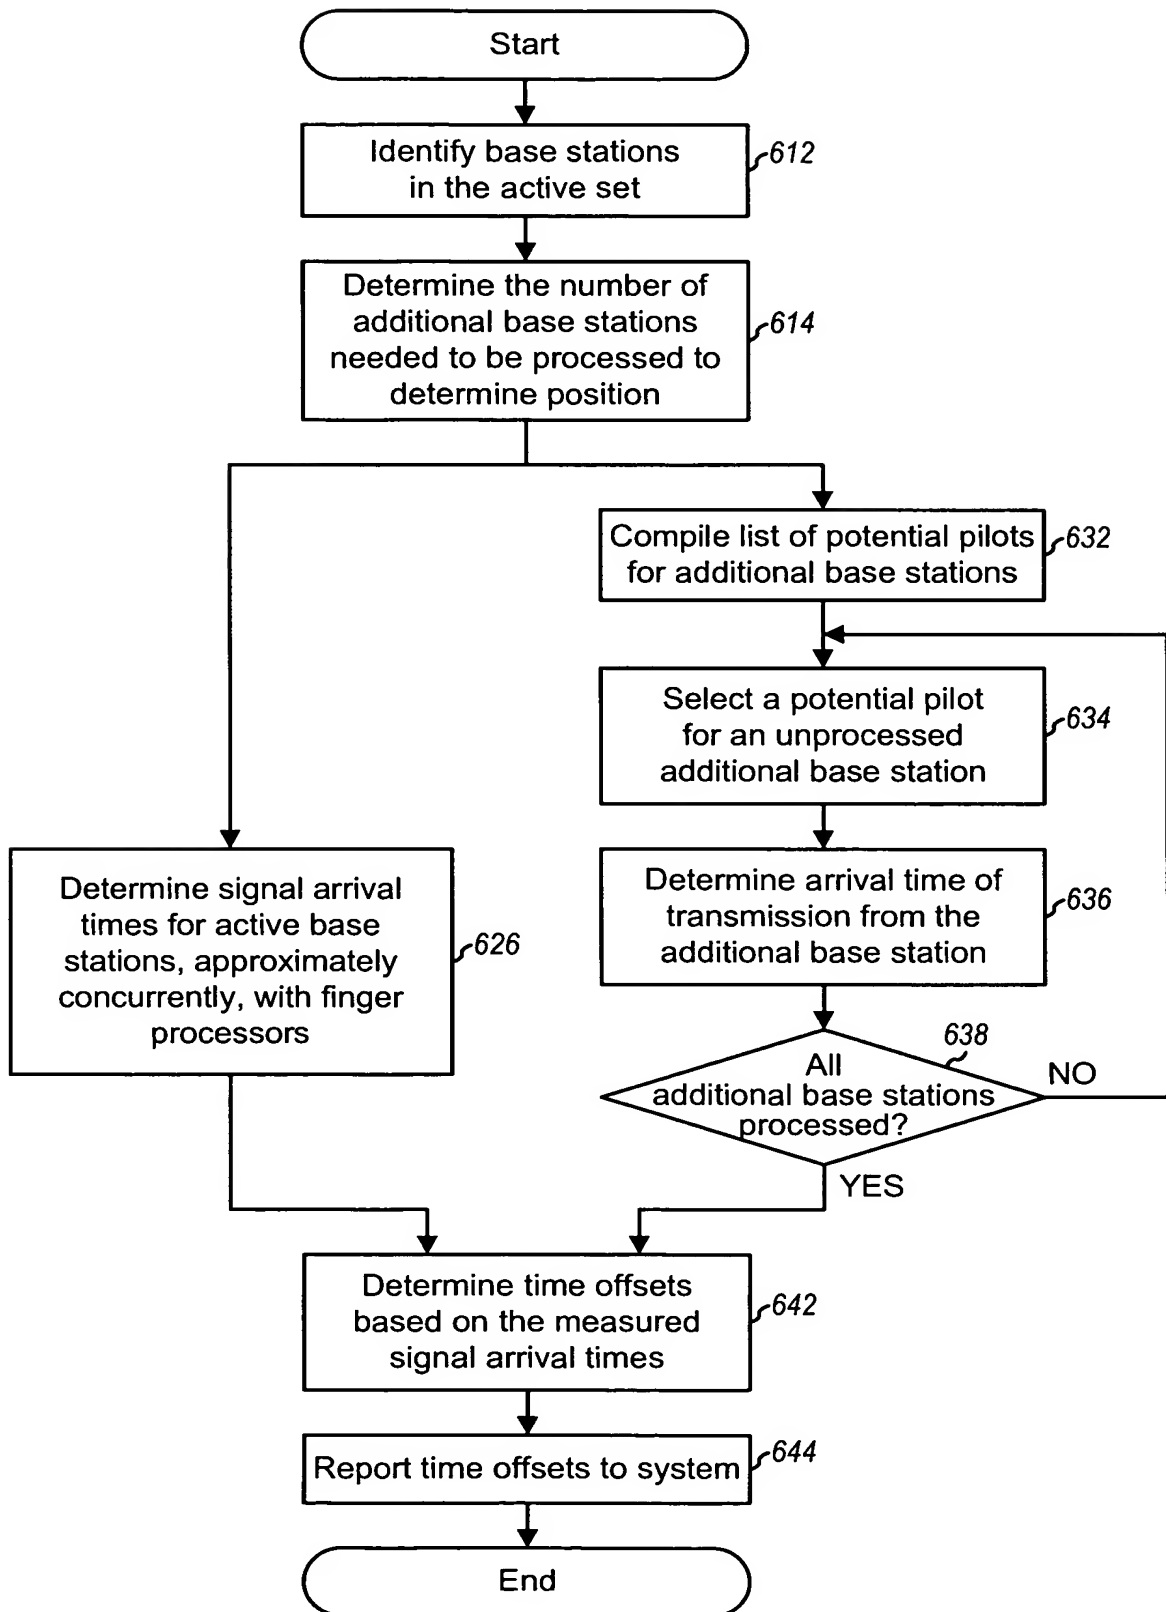 Start
Identify base stations
in the active set
612
Determine the number of
additional base stations
needed to be processed to
determine position
614
Compile list of potential pilots
for additional base stations
632
Select a potential pilot
for an unprocessed
additional base station
634
Determine signal arrival
times for active base
stations, approximately
concurrently, with finger
processors
626
Determine arrival time of
transmission from the
additional base station
636
All
additional base stations
processed?
638
NO
YES
Determine time offsets
based on the measured
signal arrival times
642
Report time offsets to system
644
End